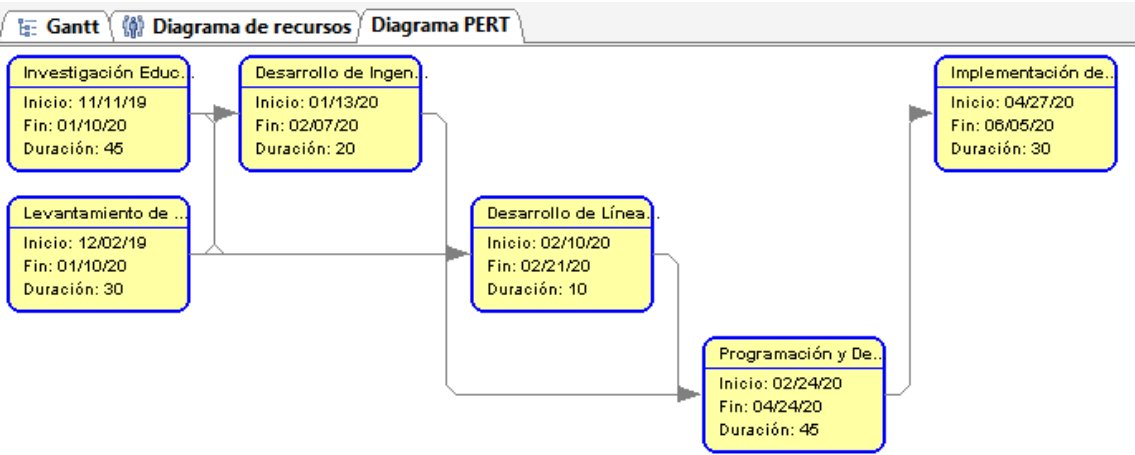 Gantt
Diagrama de recursos
Diagrama PERT
Investigación Educ...
Inicio: 11/11/19
Fin: 01/10/20
Duración: 45
Desarrollo de Ingen...
Inicio: 01/13/20
Fin: 02/07/20
Duración: 20
Implementación de...
Inicio: 04/27/20
Fin: 06/05/20
Duración: 30
Levantamiento de ...
Inicio: 12/02/19
Fin: 01/10/20
Duración: 30
Desarrollo de Línea...
Inicio: 02/10/20
Fin: 02/21/20
Duración: 10
Programación y De...
Inicio: 02/24/20
Fin: 04/24/20
Duración: 45